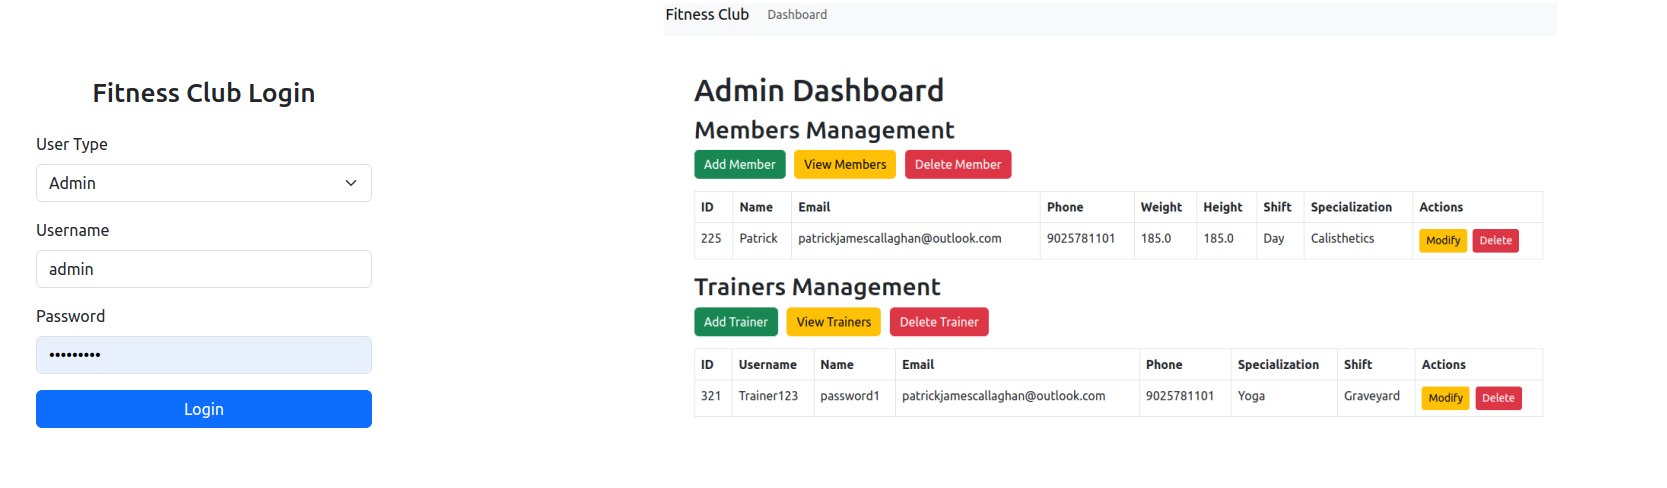 Fitness Club Login
User Type
Admin
Username
admin
Password
•••••••••
Login
Fitness Club Dashboard
Admin Dashboard
Members Management
Add Member View Members Delete Member
ID Name Email Phone Weight Height Shift Specialization Actions
225 Patrick patrickjamescallaghan@outlook.com 9025781101 185.0 185.0 Day Calisthetics Modify Delete
Trainers Management
Add Trainer View Trainers Delete Trainer
ID Username Name Email Phone Specialization Shift Actions
321 Trainer123 password1 patrickjamescallaghan@outlook.com 9025781101 Yoga Graveyard Modify Delete